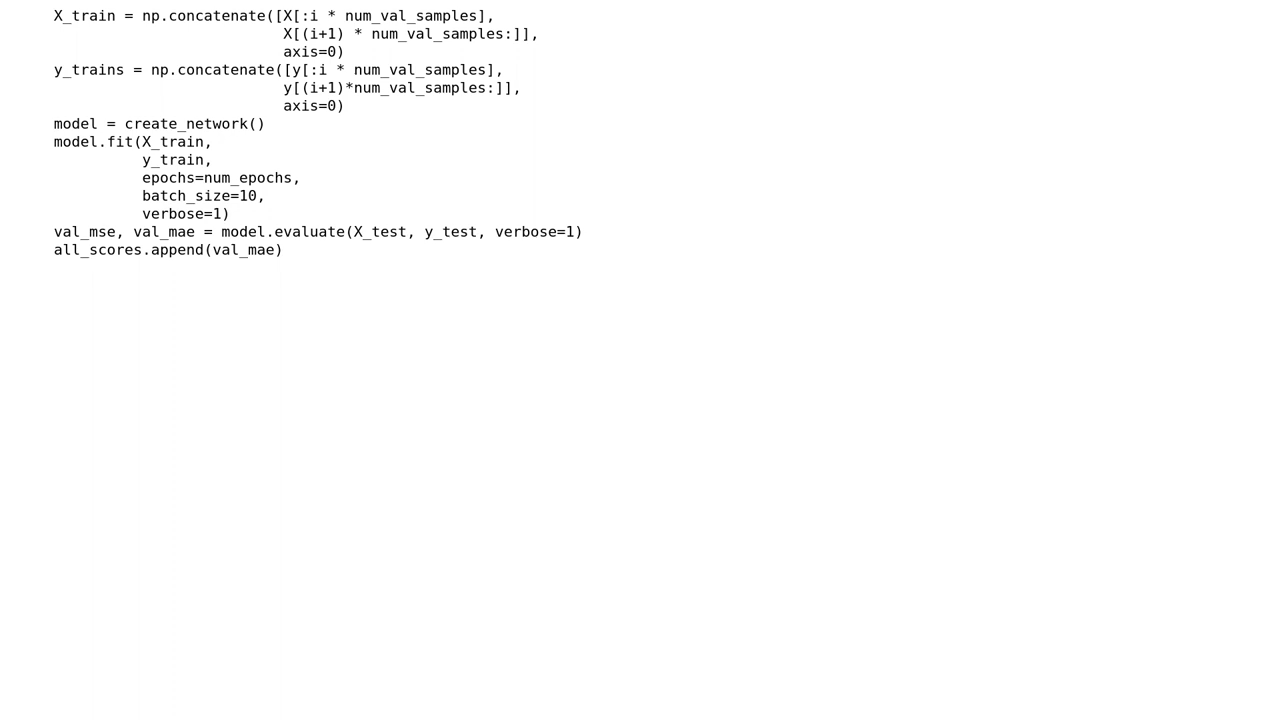 X_train = np.concatenate([X[:i * num_val_samples],
                          X[(i+1) * num_val_samples:]],
                          axis=0)
y_trains = np.concatenate([y[:i * num_val_samples],
                          y[(i+1)*num_val_samples:]],
                          axis=0)
model = create_network()
model.fit(X_train,
          y_train,
          epochs=num_epochs,
          batch_size=10,
          verbose=1)
val_mse, val_mae = model.evaluate(X_test, y_test, verbose=1)
all_scores.append(val_mae)